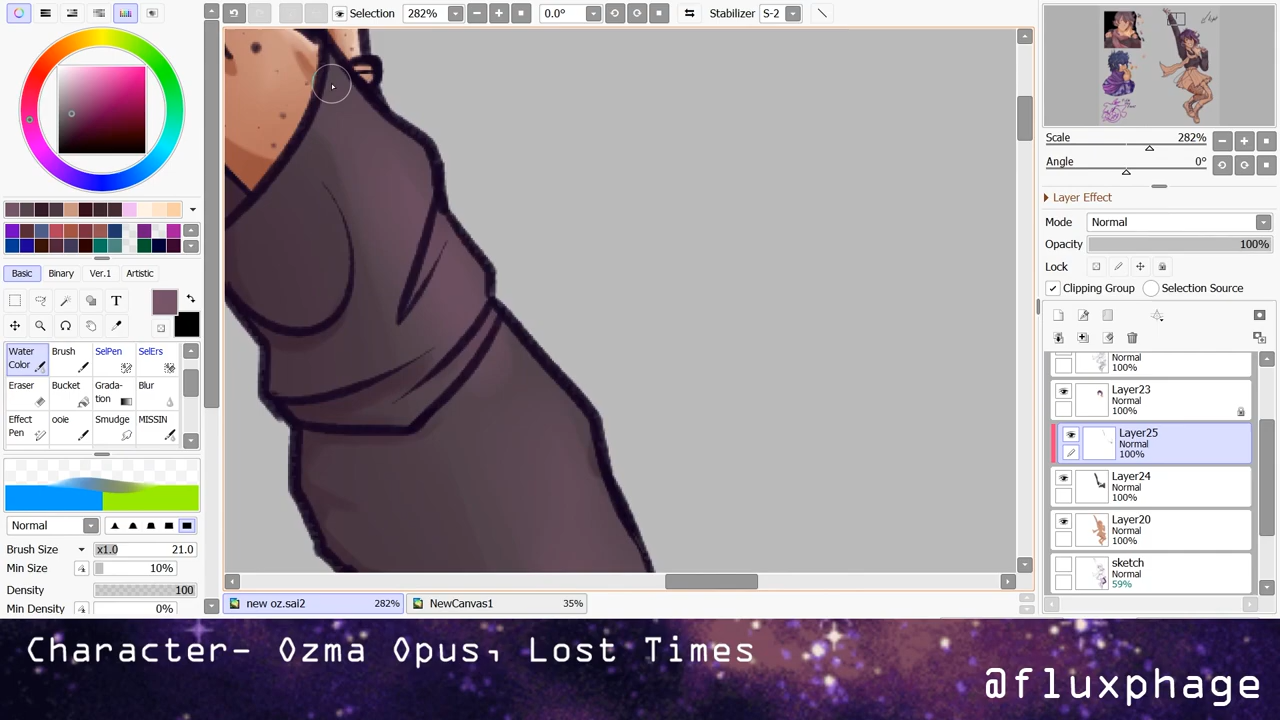 Selection 282% 0.0° Stabilizer S-2
Scale 282%
Angle 0°
Layer Effect
Mode Normal
Opacity 100%
Lock
Clipping Group Selection Source
Normal
100%
Layer23
Normal
100%
Layer25
Normal
100%
Layer24
Normal
100%
Layer20
Normal
100%
sketch
Normal
59%
Basic Binary Ver.1 Artistic
T
Water Color Brush SelPen SelErs
Eraser Bucket Grada-tion Blur
Effect Pen ooie Smudge MISSIN
Normal
Brush Size x1.0 21.0
Min Size 10%
Density 100
Min Density 0%
new oz.sai2 282% NewCanvas1 35%
Character- Ozma Opus, Lost Times
@fluxphage